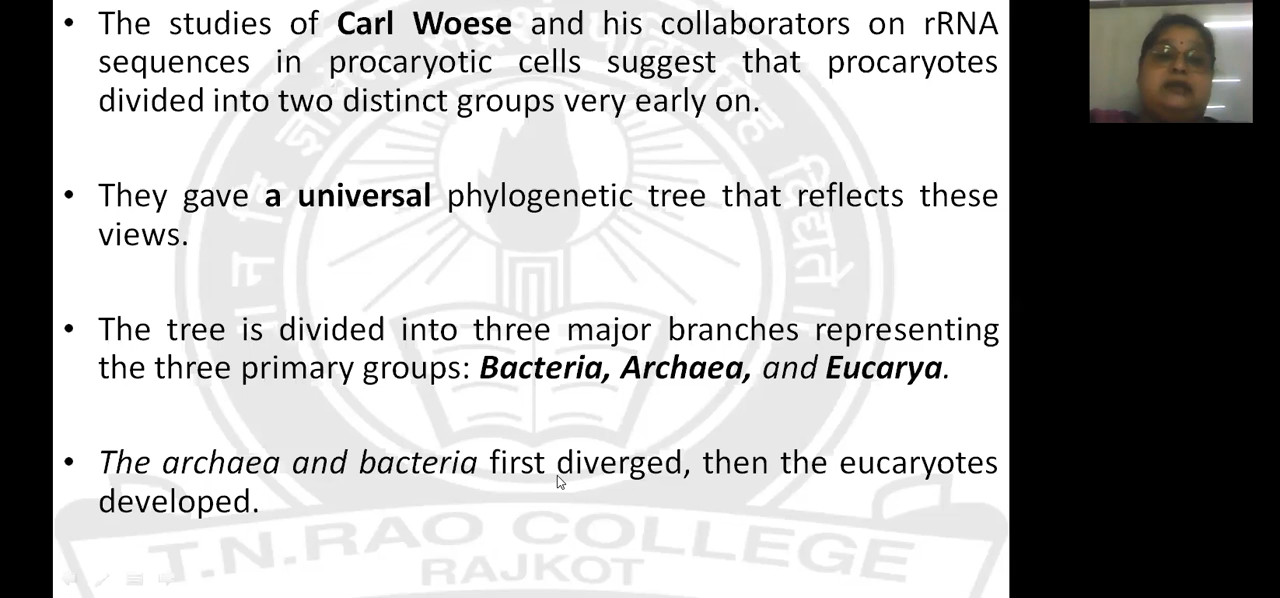 • The studies of Carl Woese and his collaborators on rRNA
sequences in procaryotic cells suggest that procaryotes
divided into two distinct groups very early on.
• They gave a universal phylogenetic tree that reflects these
views.
• The tree is divided into three major branches representing
the three primary groups: Bacteria, Archaea, and Eucarya.
• The archaea and bacteria first diverged, then the eucaryotes
developed.
T.N.RAO COLLEGE
RAJKOT